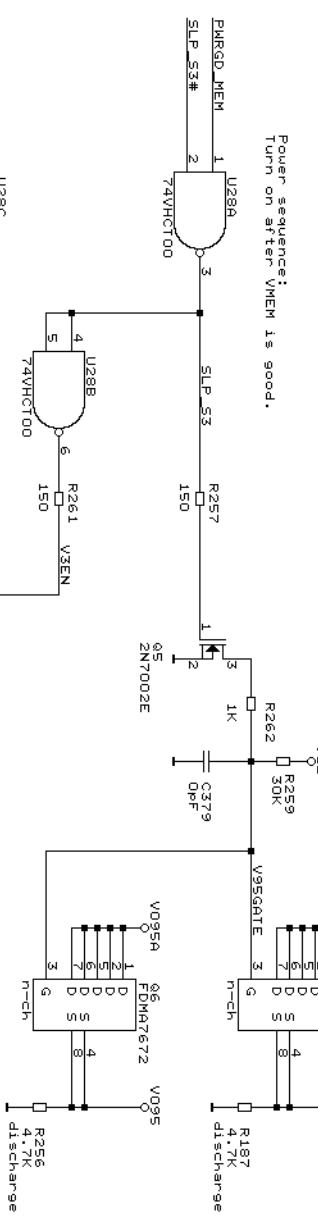 Power sequence:
Turn on after VMEM is good.
PWRGD_MEM
SLP_S3#
1
2
U28A
74VHCT00
3
SLP_S3
R257
150
1
3
2
Q5
2N7002E
R262
1K
R259
30K
C379
0pF
V95GATE
3
G
n-ch
7
6
5
D
D
D
S
S
4
8
R187
4.7K
discharge
4
5
U28B
74VHCT00
6
R261
150
V3EN
V095A
1
2
5
6
7
D
D
D
D
D
3
G
n-ch
Q6
FDMA7672
S
S
4
8
V095
R256
4.7K
discharge